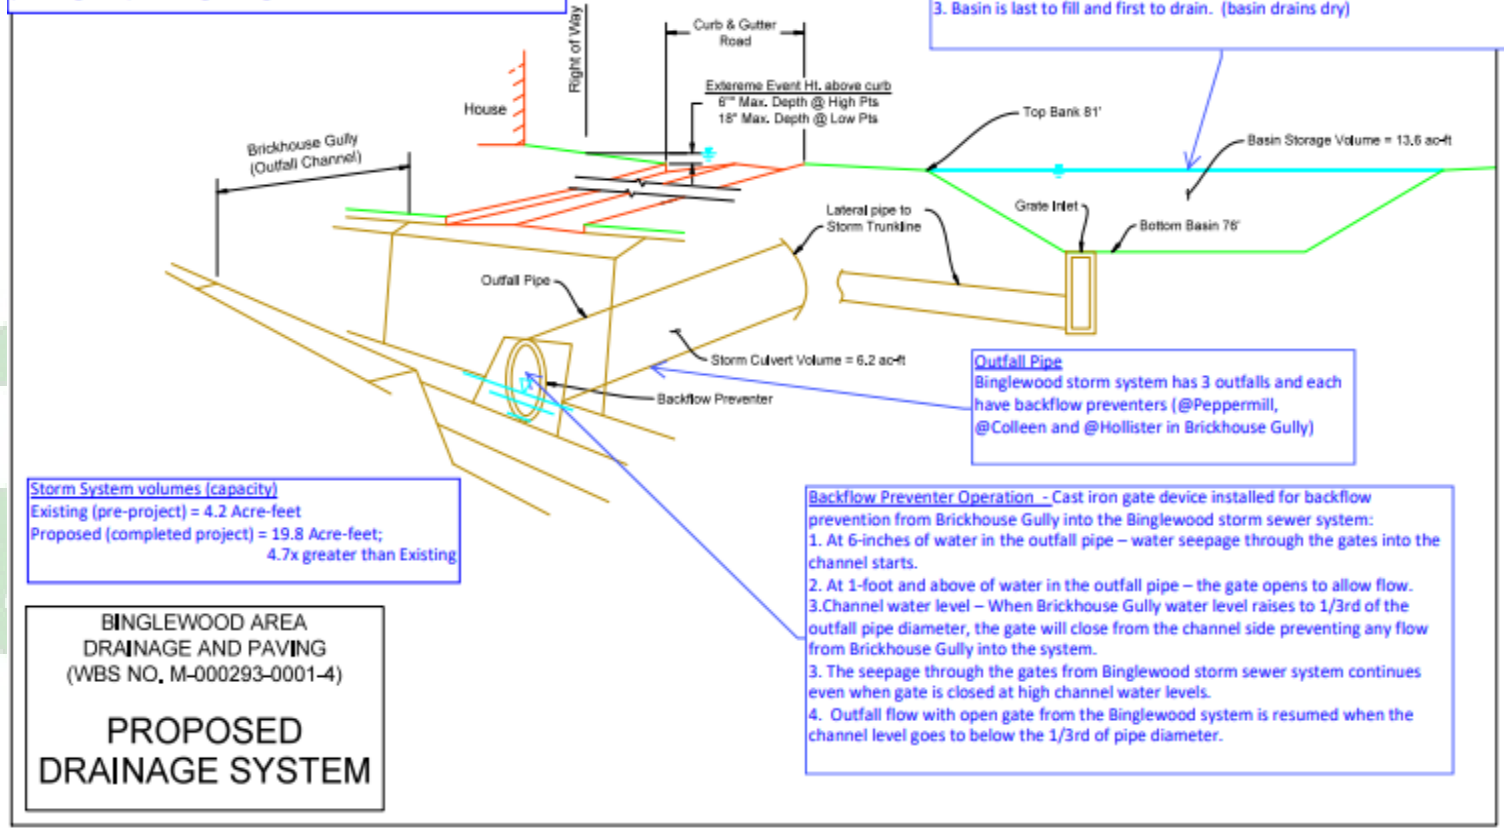 3. Basin is last to fill and first to drain.  (basin drains dry)
Right of Way
Curb & Gutter
Road
House
Extereme Event Ht. above curb
6"" Max. Depth @ High Pts
18" Max. Depth @ Low Pts
Top Bank 81'
Basin Storage Volume = 13.6 ac-ft
Brickhouse Gully
(Outfall Channel)
Lateral pipe to
Storm Trunkline
Grate Inlet
Bottom Basin 76'
Outfall Pipe
Storm Culvert Volume = 6.2 ac-ft
Backflow Preventer
Outfall Pipe
Binglewood storm system has 3 outfalls and each
have backflow preventers (@Peppermill,
@Colleen and @Hollister in Brickhouse Gully)
Storm System volumes (capacity)
Existing (pre-project) = 4.2 Acre-feet
Proposed (completed project) = 19.8 Acre-feet;
4.7x greater than Existing
Backflow Preventer Operation - Cast iron gate device installed for backflow
prevention from Brickhouse Gully into the Binglewood storm sewer system:
1. At 6-inches of water in the outfall pipe – water seepage through the gates into the
channel starts.
2. At 1-foot and above of water in the outfall pipe – the gate opens to allow flow.
3.Channel water level – When Brickhouse Gully water level raises to 1/3rd of the
outfall pipe diameter, the gate will close from the channel side preventing any flow
from Brickhouse Gully into the system.
3. The seepage through the gates from Binglewood storm sewer system continues
even when gate is closed at high channel water levels.
4.  Outfall flow with open gate from the Binglewood system is resumed when the
channel level goes to below the 1/3rd of pipe diameter.
BINGLEWOOD AREA
DRAINAGE AND PAVING
(WBS NO. M-000293-0001-4)
PROPOSED
DRAINAGE SYSTEM